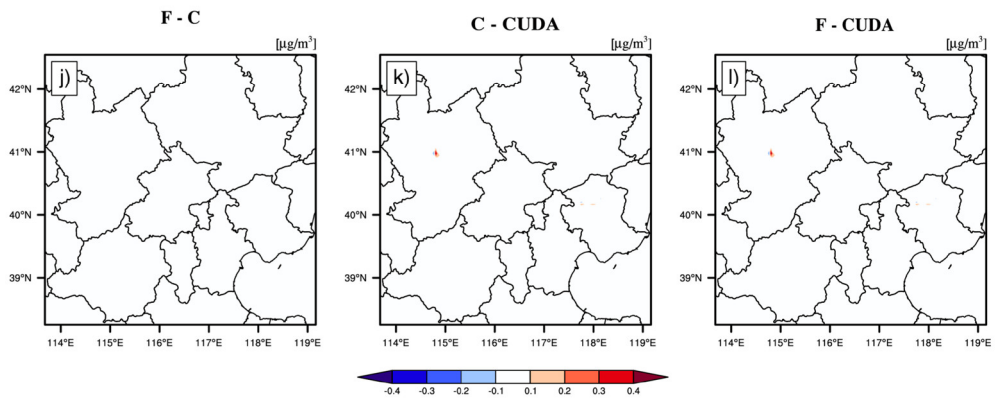 F - C
C - CUDA
F - CUDA
[µg/m³]
[µg/m³]
[µg/m³]
j)
k)
l)
42°N
41°N
40°N
39°N
42°N
41°N
40°N
39°N
42°N
41°N
40°N
39°N
114°E 115°E 116°E 117°E 118°E 119°E
114°E 115°E 116°E 117°E 118°E 119°E
114°E 115°E 116°E 117°E 118°E 119°E
-0.4 -0.3 -0.2 -0.1 0.1 0.2 0.3 0.4